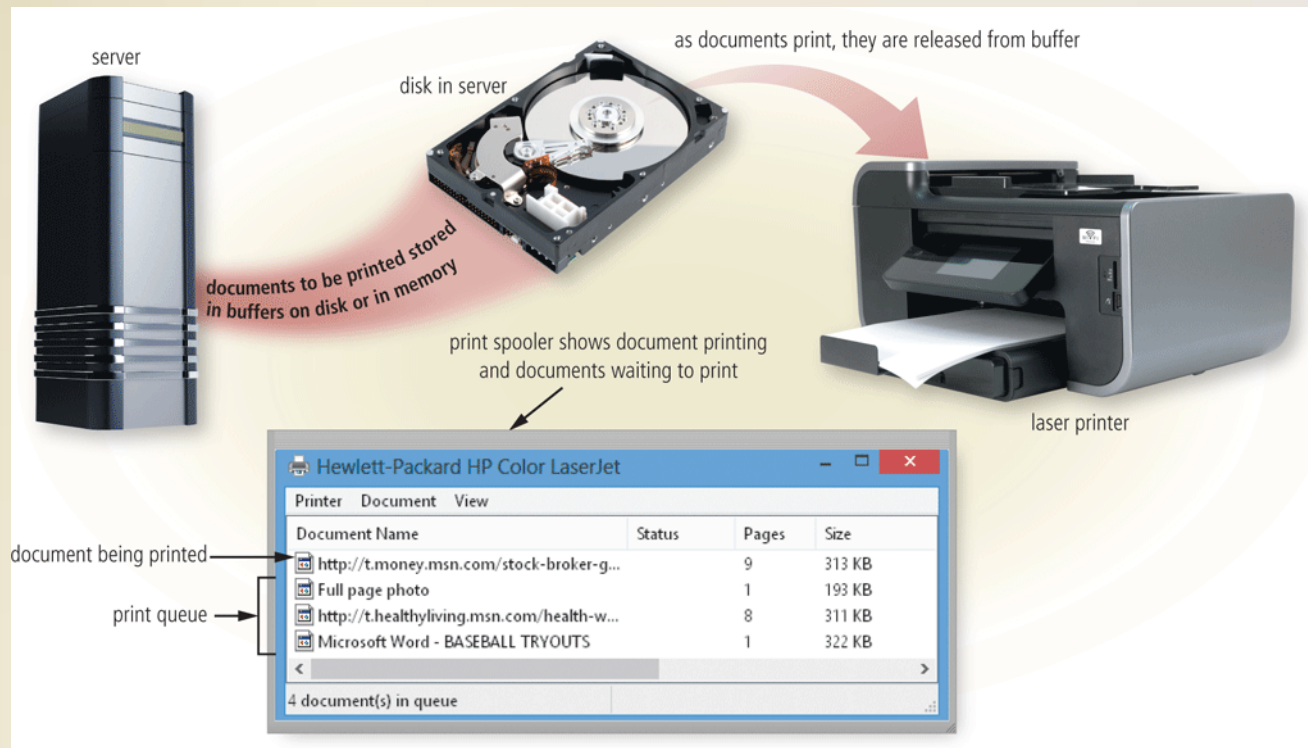 server
disk in server
as documents print, they are released from buffer
documents to be printed stored
in buffers on disk or in memory
print spooler shows document printing
and documents waiting to print
laser printer
Hewlett-Packard HP Color LaserJet
Printer Document View
Document Name Status Pages Size
document being printed
http://t.money.msn.com/stock-broker-g... 9 313 KB
Full page photo 1 193 KB
print queue
http://t.healthyliving.msn.com/health-w... 8 311 KB
Microsoft Word - BASEBALL TRYOUTS 1 322 KB
4 document(s) in queue